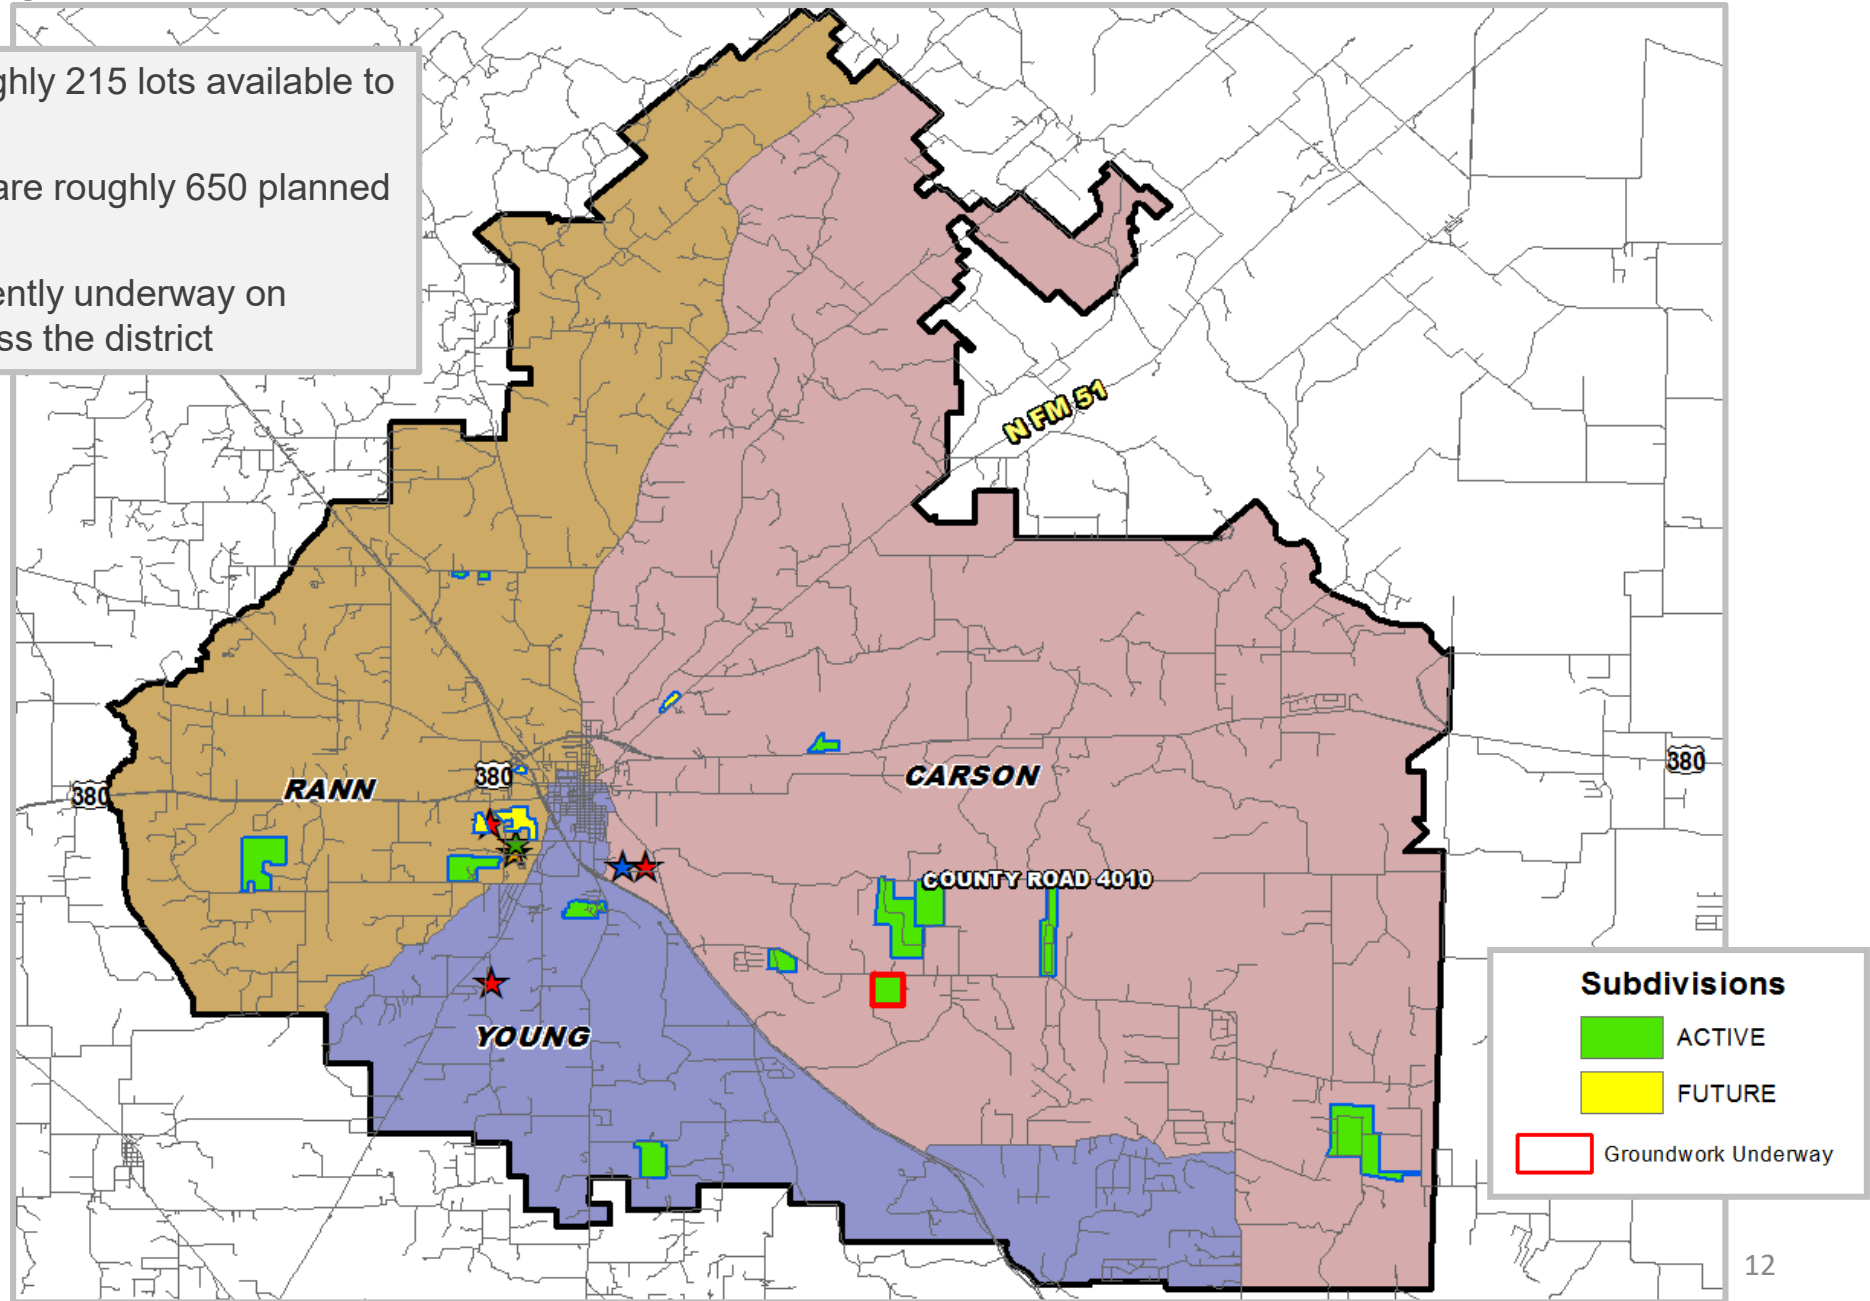 ghly 215 lots available to
are roughly 650 planned
ently underway on
ss the district
N FM 51
RANN
380
380
CARSON
380
COUNTY ROAD 4010
YOUNG
Subdivisions
ACTIVE
FUTURE
Groundwork Underway
12